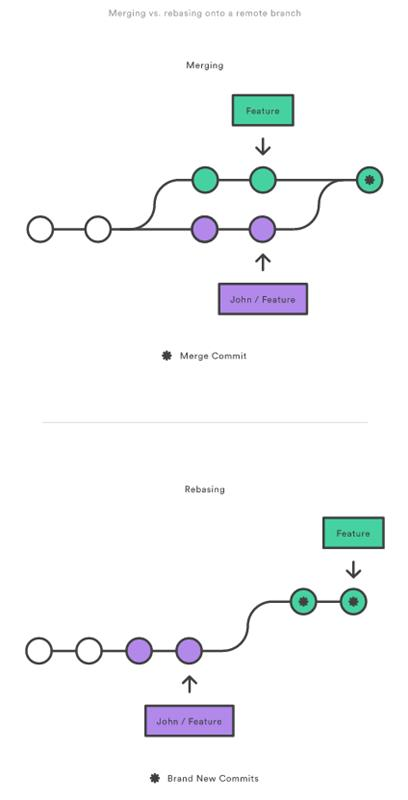 Merging vs. rebasing onto a remote branch
Merging
Feature
John / Feature
Merge Commit
Rebasing
Feature
John / Feature
Brand New Commits